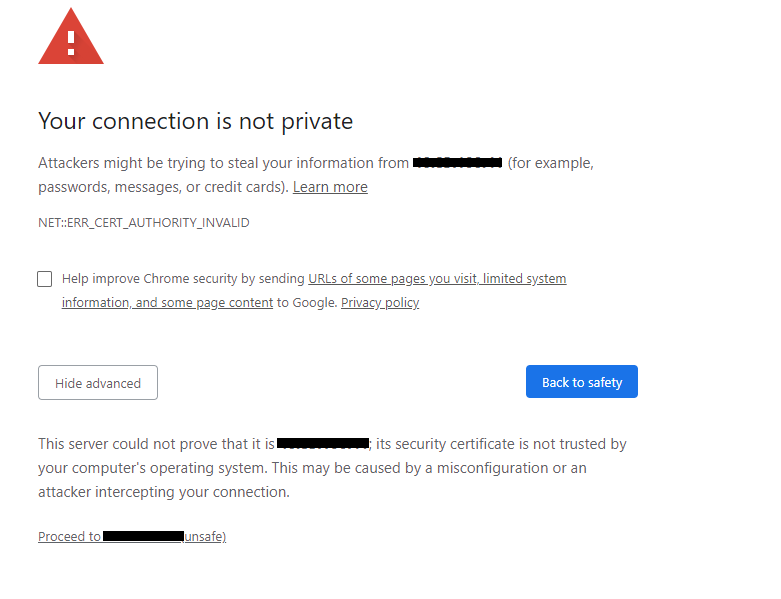 Your connection is not private
Attackers might be trying to steal your information from (for example,
passwords, messages, or credit cards). Learn more
NET::ERR_CERT_AUTHORITY_INVALID
Help improve Chrome security by sending URLs of some pages you visit, limited system
information, and some page content to Google. Privacy policy
Hide advanced
Back to safety
This server could not prove that it is ; its security certificate is not trusted by
your computer's operating system. This may be caused by a misconfiguration or an
attacker intercepting your connection.
Proceed to unsafe)